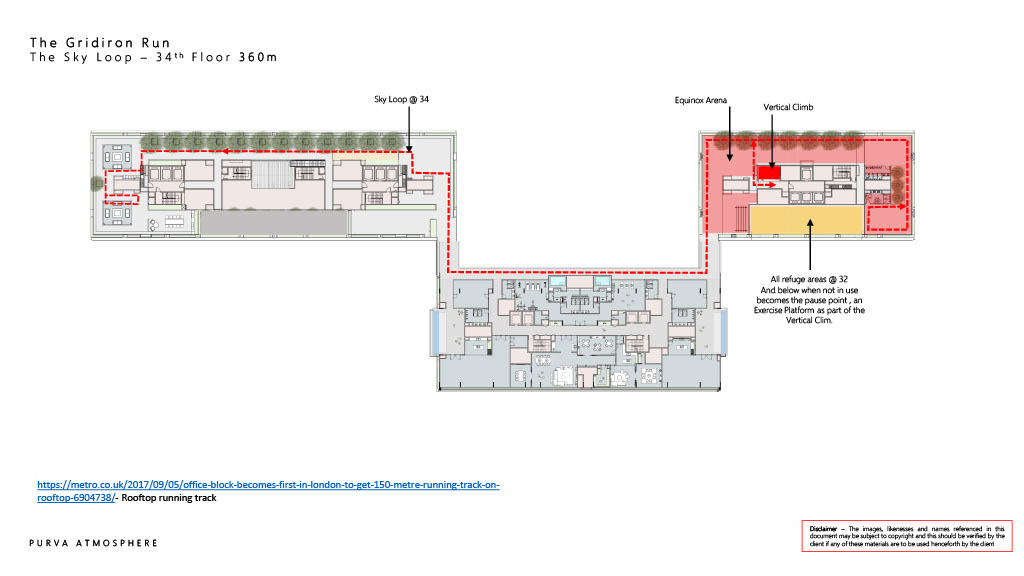 The Gridiron Run
The Sky Loop – 34th Floor 360m
Sky Loop @ 34
Equinox Arena
Vertical Climb
All refuge areas @ 32
And below when not in use
becomes the pause point , an
Exercise Platform as part of the
Vertical Clim.
https://metro.co.uk/2017/09/05/office-block-becomes-first-in-london-to-get-150-metre-running-track-on-
rooftop-6904738/- Rooftop running track
PURVA ATMOSPHERE
Disclaimer – The images, likenesses and names referenced in this
document may be subject to copyright and this should be verified by the
client if any of these materials are to be used henceforth by the client